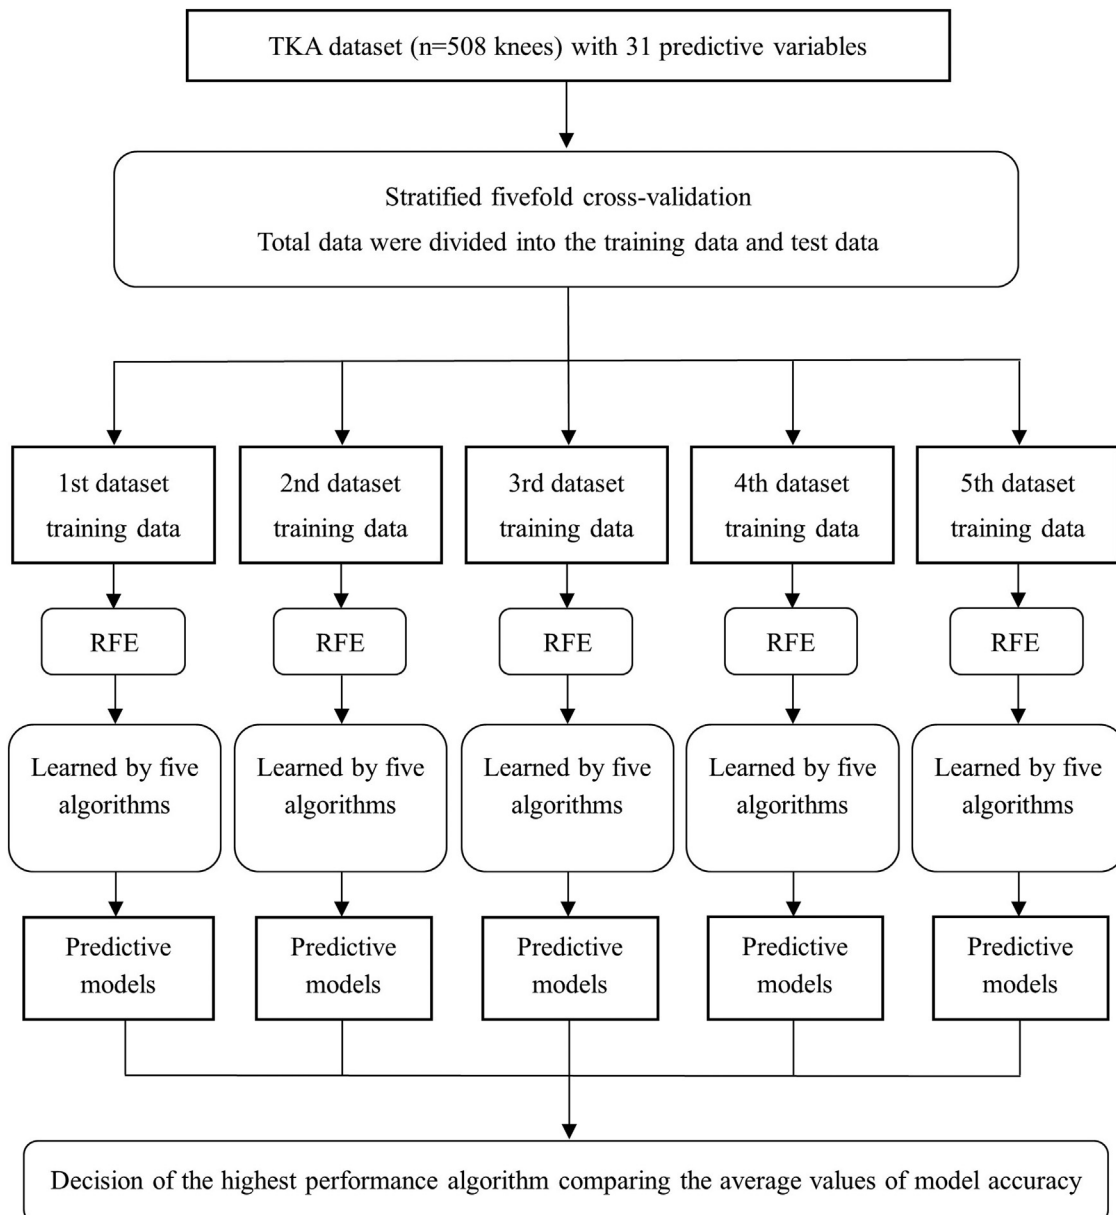 TKA dataset (n=508 knees) with 31 predictive variables
Stratified fivefold cross-validation
Total data were divided into the training data and test data
1st dataset
training data
2nd dataset
training data
3rd dataset
training data
4th dataset
training data
5th dataset
training data
RFE
RFE
RFE
RFE
RFE
Learned by five
algorithms
Learned by five
algorithms
Learned by five
algorithms
Learned by five
algorithms
Learned by five
algorithms
Predictive
models
Predictive
models
Predictive
models
Predictive
models
Predictive
models
Decision of the highest performance algorithm comparing the average values of model accuracy